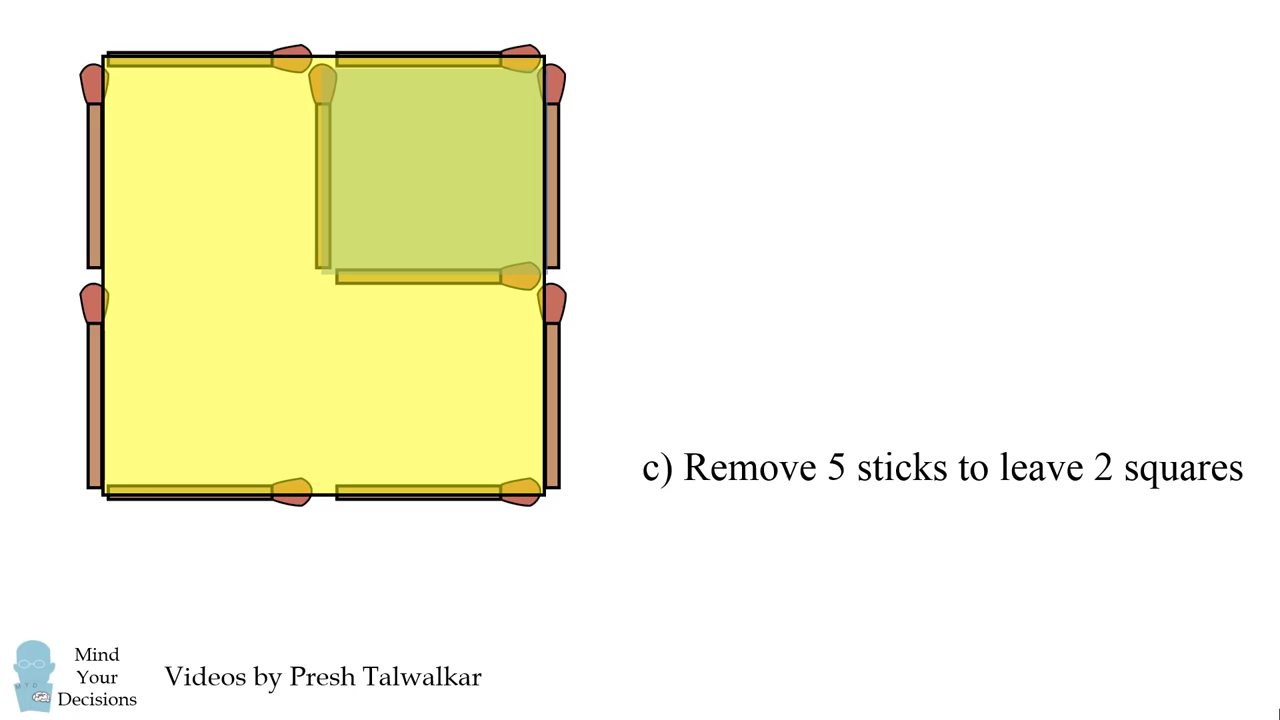 c) Remove 5 sticks to leave 2 squares
Mind
Your
Decisions
Videos by Presh Talwalkar